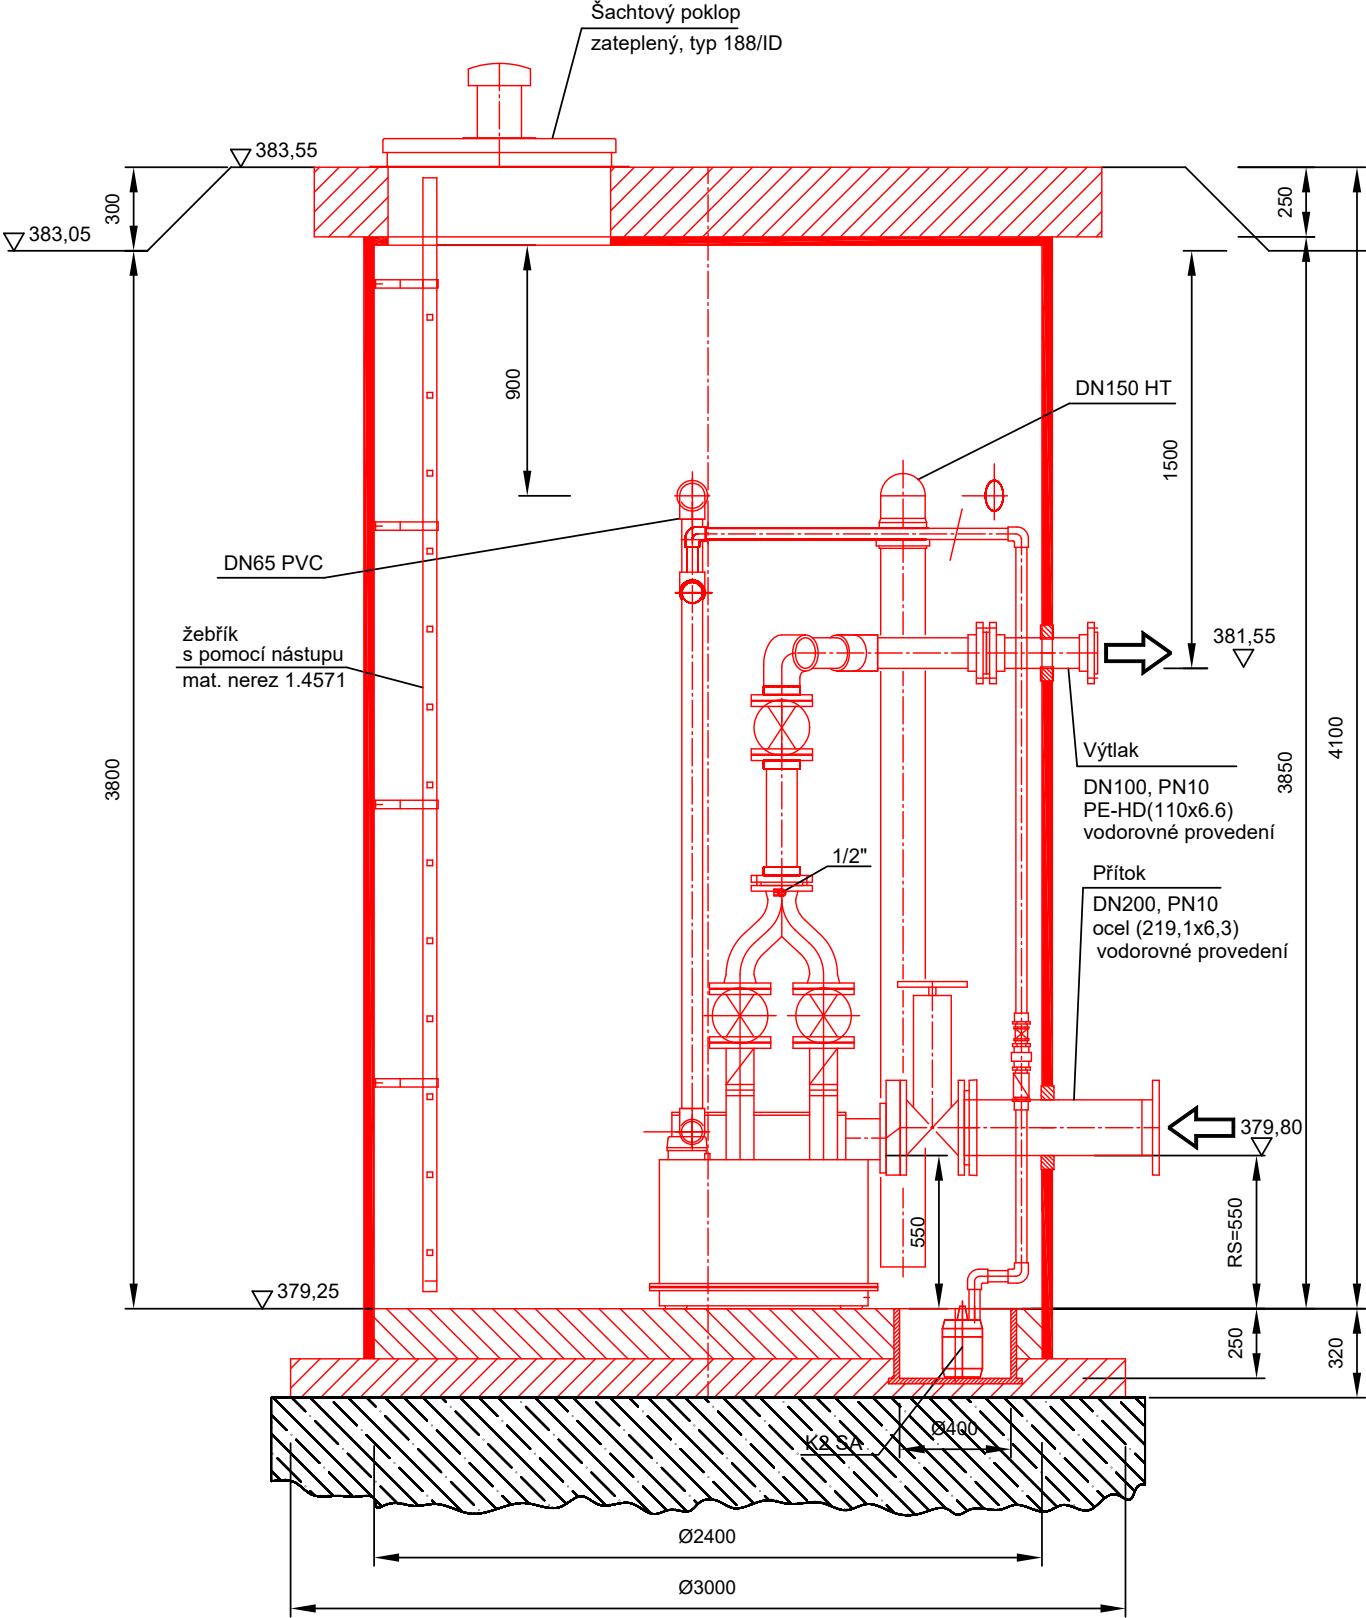 Šachtový poklop
zateplený, typ 188/ID
383,55
300
250
383,05
900
DN150 HT
1500
DN65 PVC
žebřík
s pomocí nástupu
mat. nerez 1.4571
381,55
4100
3850
3800
Výtlak
DN100, PN10
PE-HD(110x6.6)
vodorovné provedení
1/2"
Přítok
DN200, PN10
ocel (219,1x6,3)
vodorovné provedení
379,80
550
RS=550
379,25
250
320
K2 SA
Ø400
Ø2400
Ø3000